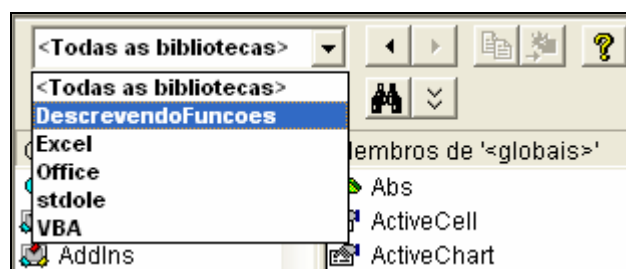 <Todas as bibliotecas>
<Todas as bibliotecas>
DescrevendoFuncoes
Excel
Office
stdole
VBA
embros de '<globais>'
Abs
ActiveCell
AddIns
ActiveChart